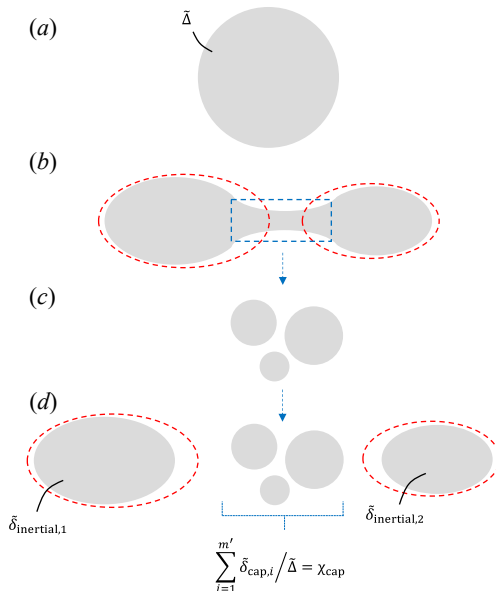 (a)
Δ̃
(b)
(c)
(d)
δ̃inertial,1
δ̃inertial,2
∑_{i=1}^{m′} δ̃cap,i / Δ̃ = χcap